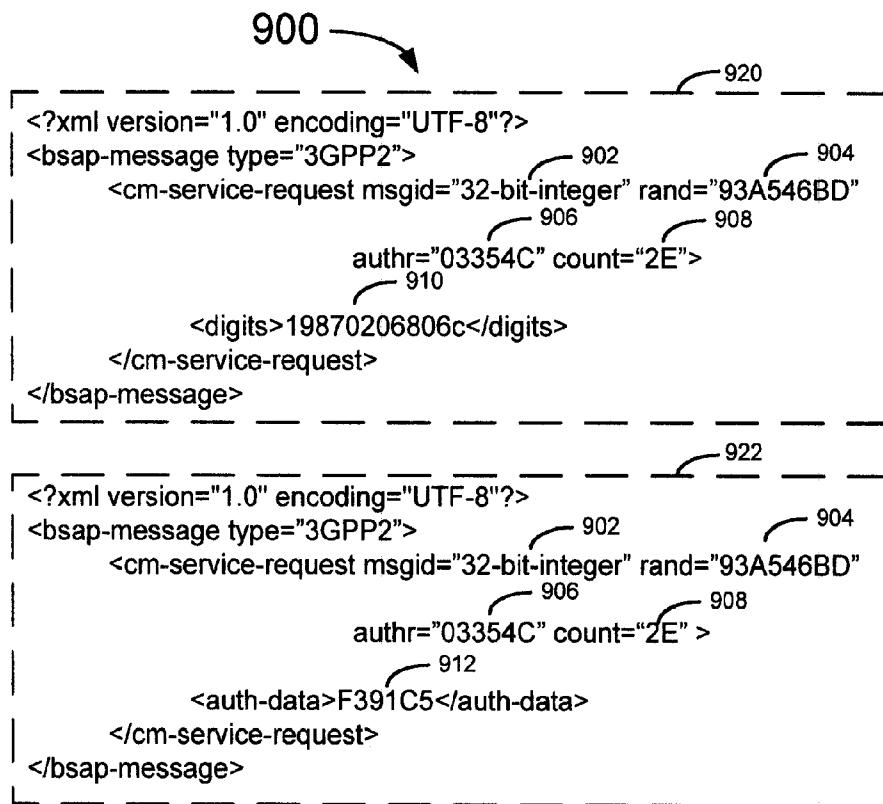 900
920
<?xml version="1.0" encoding="UTF-8"?>
<bsap-message type="3GPP2">
902 904
<cm-service-request msgid="32-bit-integer" rand="93A546BD"
906 908
authr="03354C" count="2E">
910
<digits>19870206806c</digits>
</cm-service-request>
</bsap-message>
922
<?xml version="1.0" encoding="UTF-8"?>
<bsap-message type="3GPP2">
902 904
<cm-service-request msgid="32-bit-integer" rand="93A546BD"
906 908
authr="03354C" count="2E" >
912
<auth-data>F391C5</auth-data>
</cm-service-request>
</bsap-message>